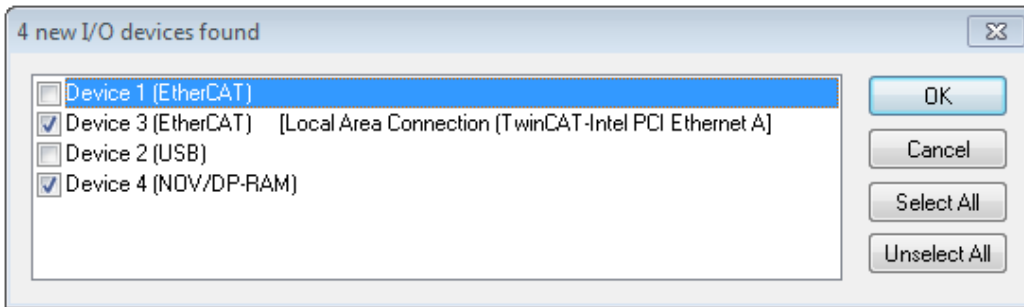 4 new I/O devices found
Device 1 (EtherCAT)
Device 3 (EtherCAT) [Local Area Connection (TwinCAT-Intel PCI Ethernet A]
Device 2 (USB)
Device 4 (NOV/DP-RAM)
OK
Cancel
Select All
Unselect All